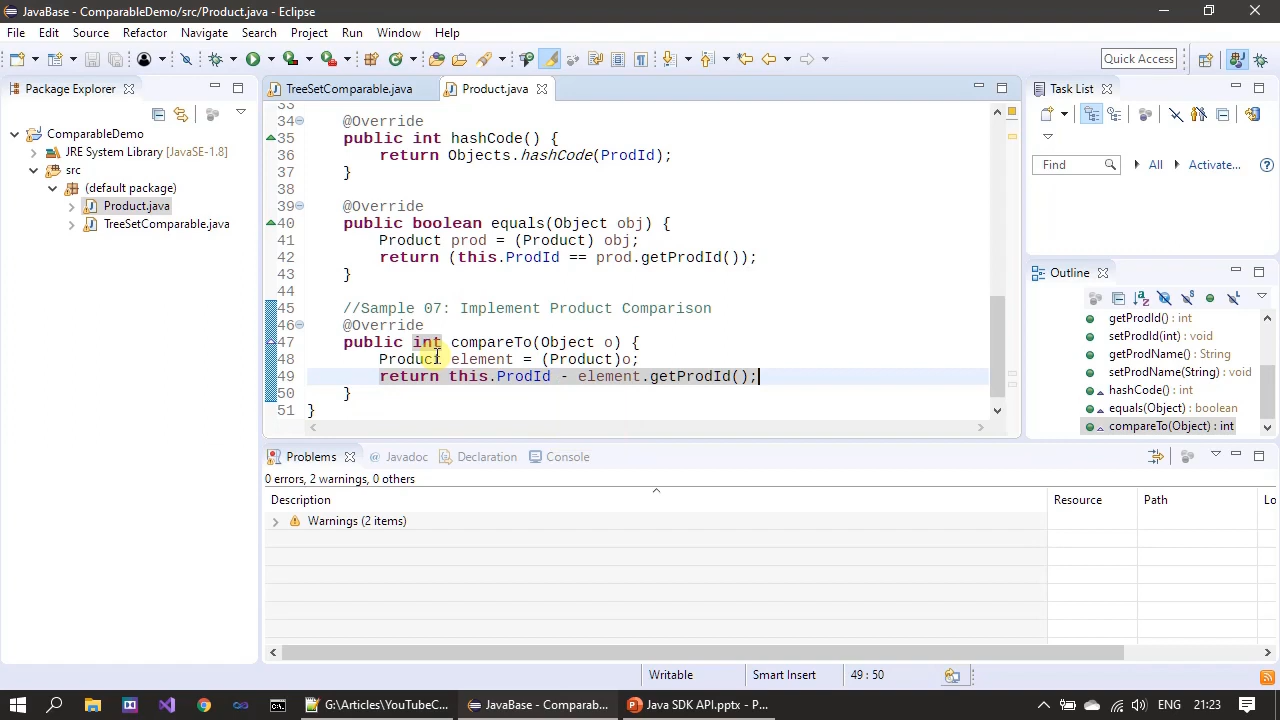 JavaBase - ComparableDemo/src/Product.java - Eclipse
File Edit Source Refactor Navigate Search Project Run Window Help
Quick Access
Package Explorer
TreeSetComparable.java
Product.java
Task List
ComparableDemo
JRE System Library [JavaSE-1.8]
src
(default package)
Product.java
TreeSetComparable.java
33
34 @Override
35 public int hashCode() {
36 return Objects.hashCode(ProdId);
37 }
38
39 @Override
40 public boolean equals(Object obj) {
41 Product prod = (Product) obj;
42 return (this.ProdId == prod.getProdId());
43 }
44
45 //Sample 07: Implement Product Comparison
46 @Override
47 public int compareTo(Object o) {
48 Product element = (Product)o;
49 return this.ProdId - element.getProdId();
50 }
51 }
Find All Activate...
Outline
getProdId() : int
setProdId(int) : void
getProdName() : String
setProdName(String) : void
hashCode() : int
equals(Object) : boolean
compareTo(Object) : int
Problems Javadoc Declaration Console
0 errors, 2 warnings, 0 others
Description Resource Path Lo
Warnings (2 items)
Writable Smart Insert 49 : 50
G:\Articles\YouTubeC... JavaBase - Comparab... Java SDK API.pptx - P... ENG 21:23